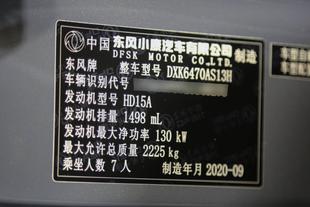 中国 东风小康汽车有限公司 制造
DFSK MOTOR CO.,LTD.
东风牌 整车型号 DXK6470AS13H
车辆识别代号
发动机型号 HD15A
发动机排量 1498 mL
发动机最大净功率 130 kW
最大允许总质量 2225 kg
乘坐人数 7 人 制造年月 2020-09